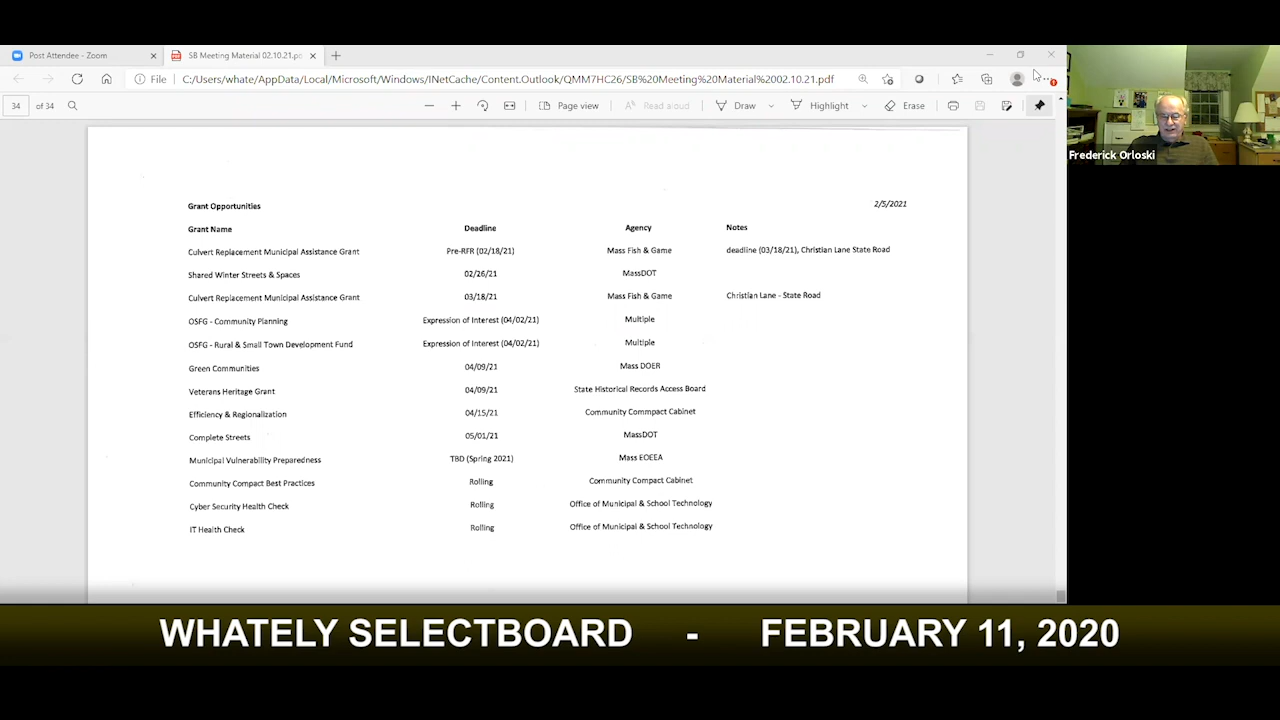 Post Attendee - Zoom
SB Meeting Material 02.10.21.pd
File C:/Users/whate/AppData/Local/Microsoft/Windows/INetCache/Content.Outlook/QMM7HC26/SB%20Meeting%20Material%2002.10.21.pdf
34 of 34 Page view Read aloud Draw Highlight Erase
Frederick Orloski
Grant Opportunities 2/5/2021
Grant Name Deadline Agency Notes
Culvert Replacement Municipal Assistance Grant Pre-RFR (02/18/21) Mass Fish & Game deadline (03/18/21), Christian Lane State Road
Shared Winter Streets & Spaces 02/26/21 MassDOT
Culvert Replacement Municipal Assistance Grant 03/18/21 Mass Fish & Game Christian Lane - State Road
OSFG - Community Planning Expression of Interest (04/02/21) Multiple
OSFG - Rural & Small Town Development Fund Expression of Interest (04/02/21) Multiple
Green Communities 04/09/21 Mass DOER
Veterans Heritage Grant 04/09/21 State Historical Records Access Board
Efficiency & Regionalization 04/15/21 Community Commpact Cabinet
Complete Streets 05/01/21 MassDOT
Municipal Vulnerability Preparedness TBD (Spring 2021) Mass EOEEA
Community Compact Best Practices Rolling Community Compact Cabinet
Cyber Security Health Check Rolling Office of Municipal & School Technology
IT Health Check Rolling Office of Municipal & School Technology
WHATELY SELECTBOARD - FEBRUARY 11, 2020